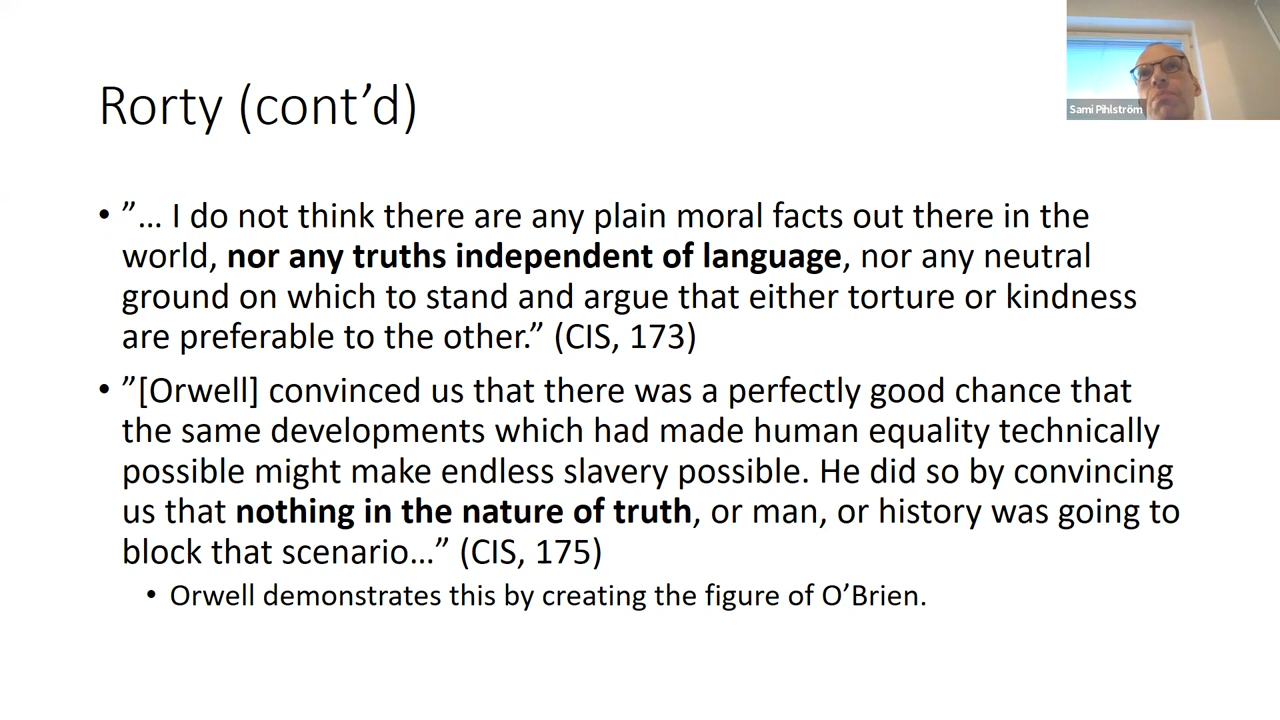 Rorty (cont’d)
Sami Pihlström
• ”… I do not think there are any plain moral facts out there in the
world, nor any truths independent of language, nor any neutral
ground on which to stand and argue that either torture or kindness
are preferable to the other.” (CIS, 173)
• ”[Orwell] convinced us that there was a perfectly good chance that
the same developments which had made human equality technically
possible might make endless slavery possible. He did so by convincing
us that nothing in the nature of truth, or man, or history was going to
block that scenario…” (CIS, 175)
• Orwell demonstrates this by creating the figure of O’Brien.